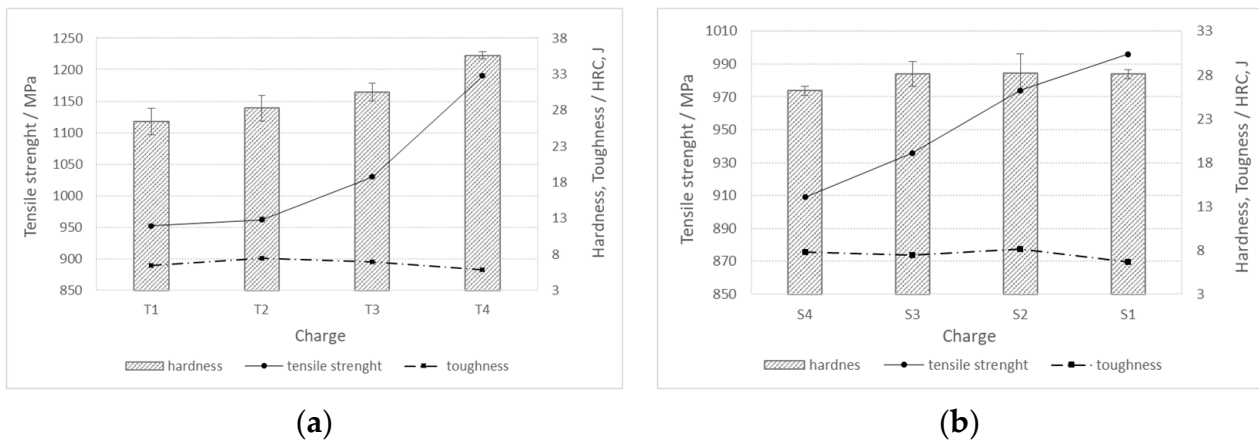 1250
1200
1150
1100
1050
1000
950
900
850
Tensile strenght / MPa
38
33
28
23
18
13
8
3
Hardness, Toughness / HRC, J
T1 T2 T3 T4
Charge
hardness tensile strenght toughness
(a)
1010
990
970
950
930
910
890
870
850
Tensile strenght / MPa
33
28
23
18
13
8
3
Hardness, Tougness / HRC, J
S4 S3 S2 S1
Charge
hardnes tensile strenght toughness
(b)